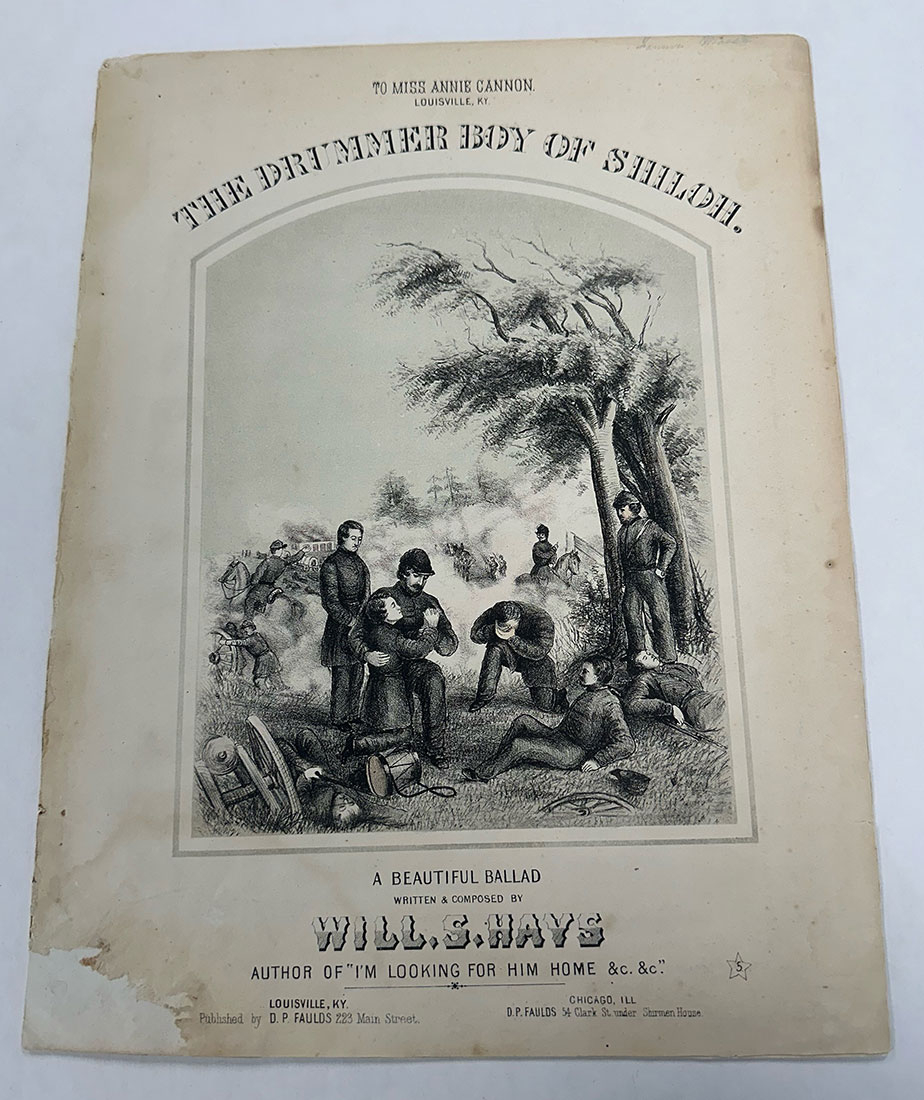 TO MISS ANNIE CANNON.
LOUISVILLE, KY.
THE DRUMMER BOY OF SHILOH.
A BEAUTIFUL BALLAD
WRITTEN & COMPOSED BY
WILL.S.HAYS
AUTHOR OF "I'M LOOKING FOR HIM HOME &c. &c."
5
LOUISVILLE, KY.
Published by D. P. FAULDS 223 Main Street.
CHICAGO, ILL
D.P. FAULDS 54 Clark St. under Shirmen House.